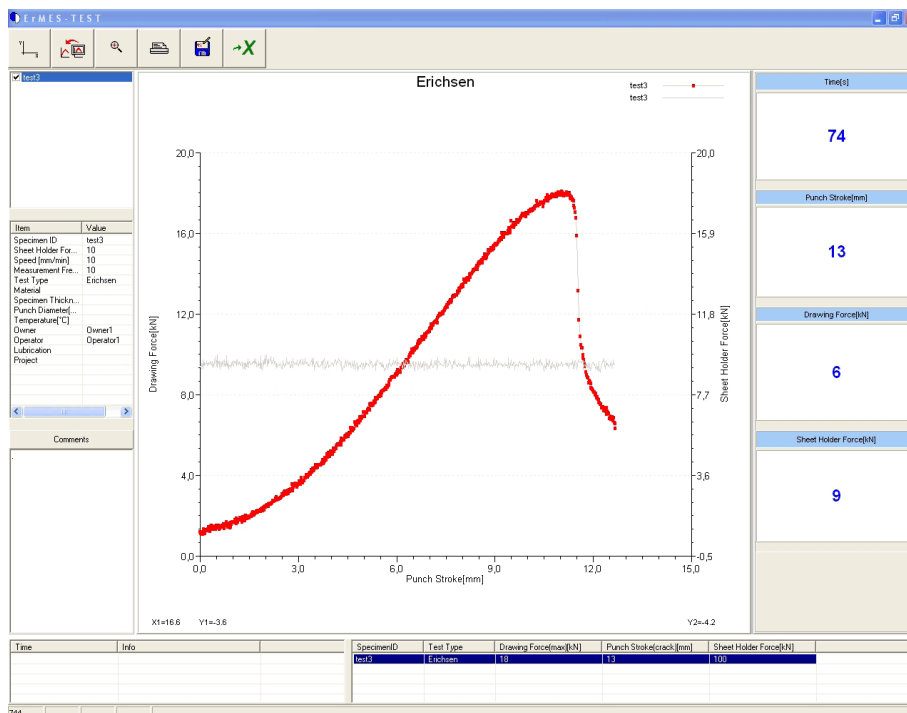 ErMES-TEST
test3
Item Value
Specimen ID test3
Sheet Holder For... 10
Speed [mm/min] 10
Measurement Fre... 10
Test Type Erichsen
Material
Specimen Thickn...
Punch Diameter[...
Temperature[°C]
Owner Owner1
Operator Operator1
Lubrication
Project
Comments
Erichsen
test3
test3
Drawing Force[kN]
20,0
16,0
12,0
8,0
4,0
0,0
0,0 3,0 6,0 9,0 12,0 15,0
Punch Stroke[mm]
20,0
15,9
11,8
7,7
3,6
-0,5
Sheet Holder Force[kN]
X1=16.6 Y1=-3.6 Y2=-4.2
Time[s]
74
Punch Stroke[mm]
13
Drawing Force[kN]
6
Sheet Holder Force[kN]
9
Time Info
SpecimenID Test Type Drawing Force(max)[kN] Punch Stroke(crack)[mm] Sheet Holder Force[kN]
test3 Erichsen 18 13 100
744